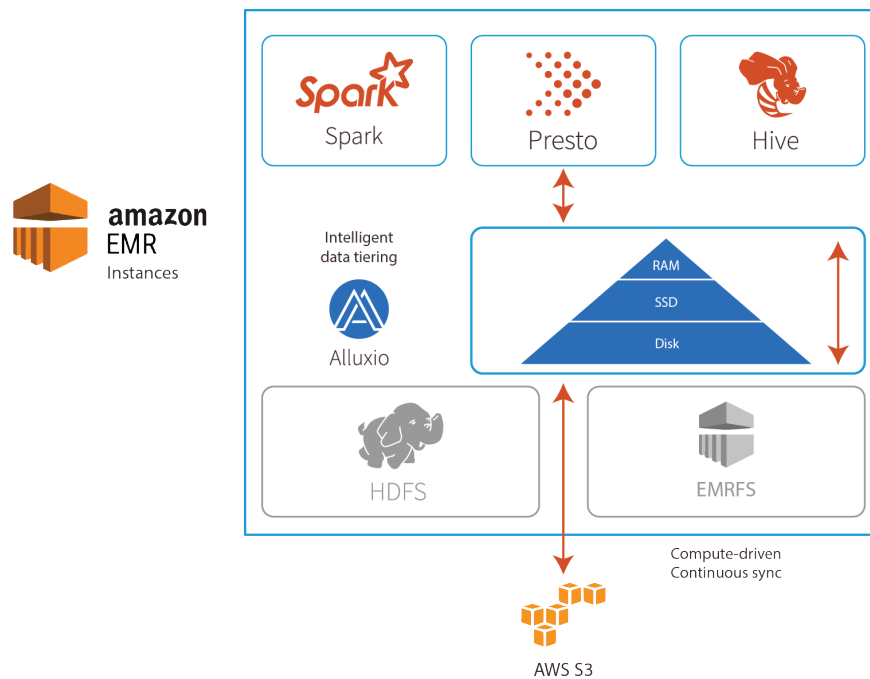 Spark
Spark
Presto
Hive
amazon
EMR
Instances
Intelligent
data tiering
Alluxio
RAM
SSD
Disk
HDFS
EMRFS
Compute-driven
Continuous sync
AWS S3